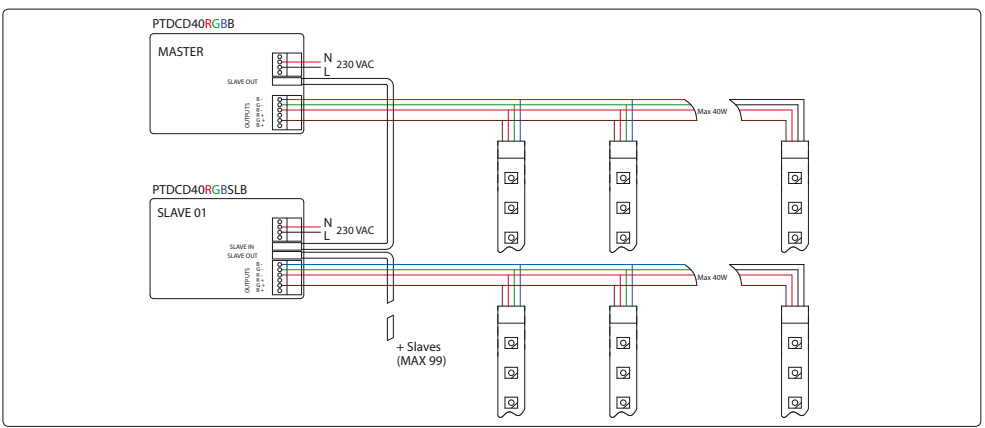 PTDCD40RGBB
MASTER
N
230 VAC
L
SLAVE OUT
OUTPUTS
B -
G -
R -
R +
G +
B +
Max 40W
PTDCD40RGBSLB
SLAVE 01
N
230 VAC
L
SLAVE IN
SLAVE OUT
OUTPUTS
B -
G -
R -
R +
G +
B +
Max 40W
+ Slaves
(MAX 99)